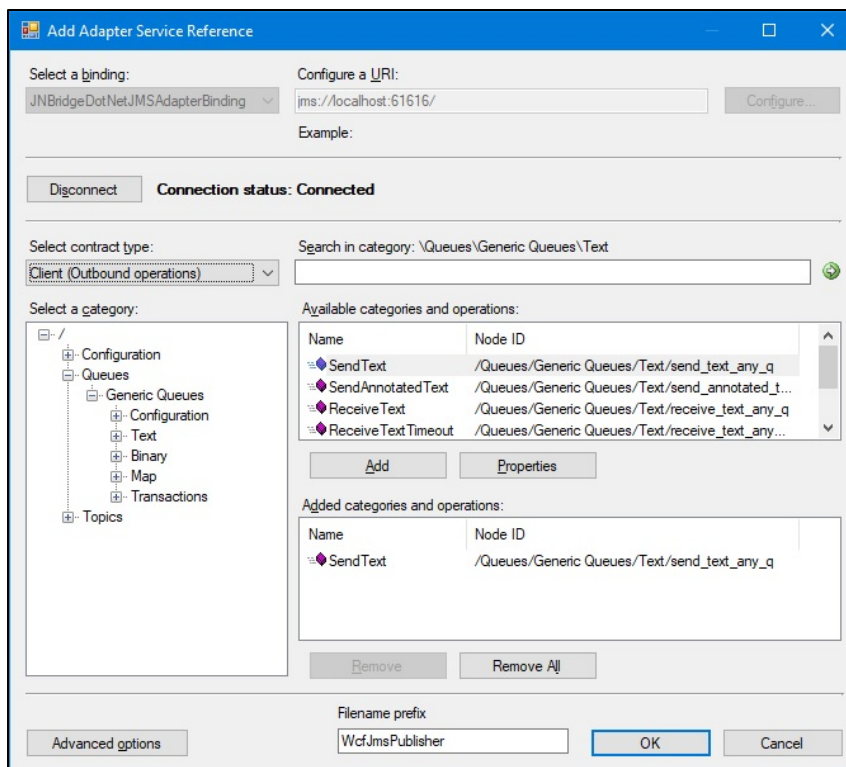 Add Adapter Service Reference
Select a binding:
Configure a URI:
JNBridgeDotNetJMSAdapterBinding
jms://localhost:61616/
Configure...
Example:
Disconnect
Connection status: Connected
Select contract type:
Search in category: \Queues\Generic Queues\Text
Client (Outbound operations)
Select a category:
Available categories and operations:
/
Configuration
Queues
Generic Queues
Configuration
Text
Binary
Map
Transactions
Topics
Name Node ID
SendText /Queues/Generic Queues/Text/send_text_any_q
SendAnnotatedText /Queues/Generic Queues/Text/send_annotated_t...
ReceiveText /Queues/Generic Queues/Text/receive_text_any_q
ReceiveTextTimeout /Queues/Generic Queues/Text/receive_text_any...
Add
Properties
Added categories and operations:
Name Node ID
SendText /Queues/Generic Queues/Text/send_text_any_q
Remove
Remove All
Filename prefix
Advanced options
WcfJmsPublisher
OK
Cancel